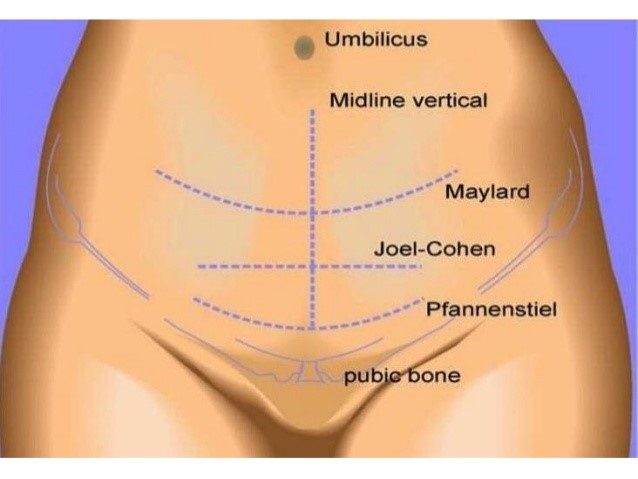 Umbilicus
Midline vertical
Maylard
Joel-Cohen
Pfannenstiel
pubic bone